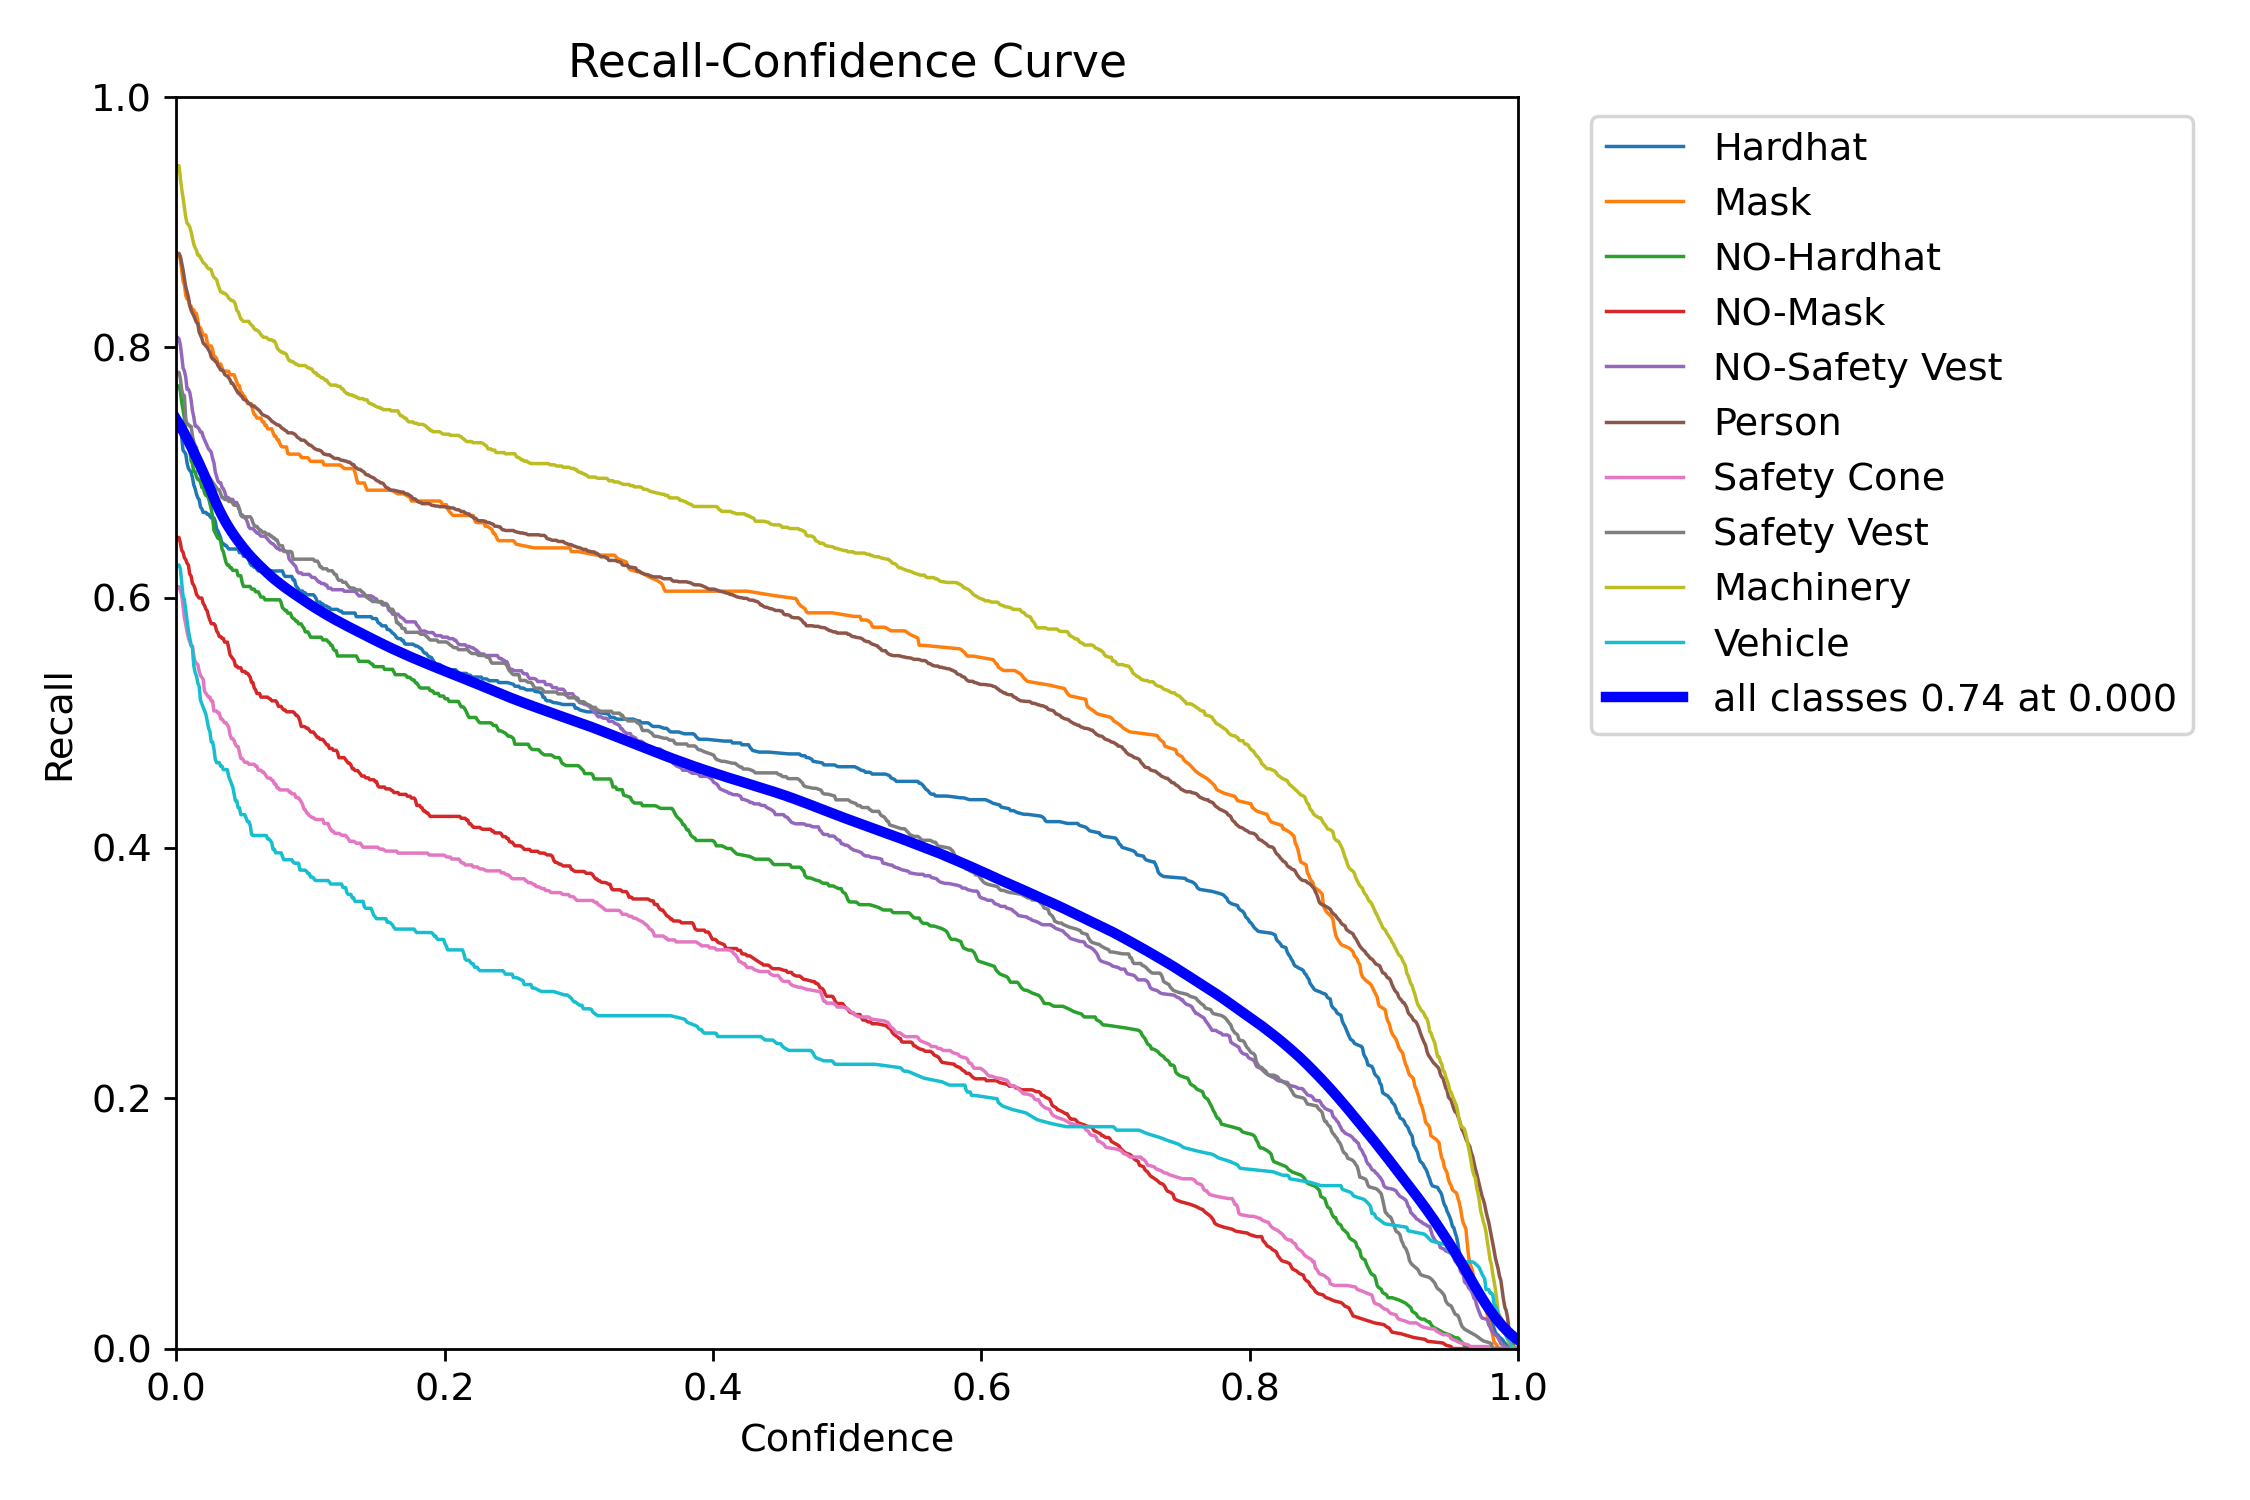 Recall-Confidence Curve
1.0
0.8
0.6
0.4
0.2
0.0
Recall
0.0 0.2 0.4 0.6 0.8 1.0
Confidence
Hardhat
Mask
NO-Hardhat
NO-Mask
NO-Safety Vest
Person
Safety Cone
Safety Vest
Machinery
Vehicle
all classes 0.74 at 0.000